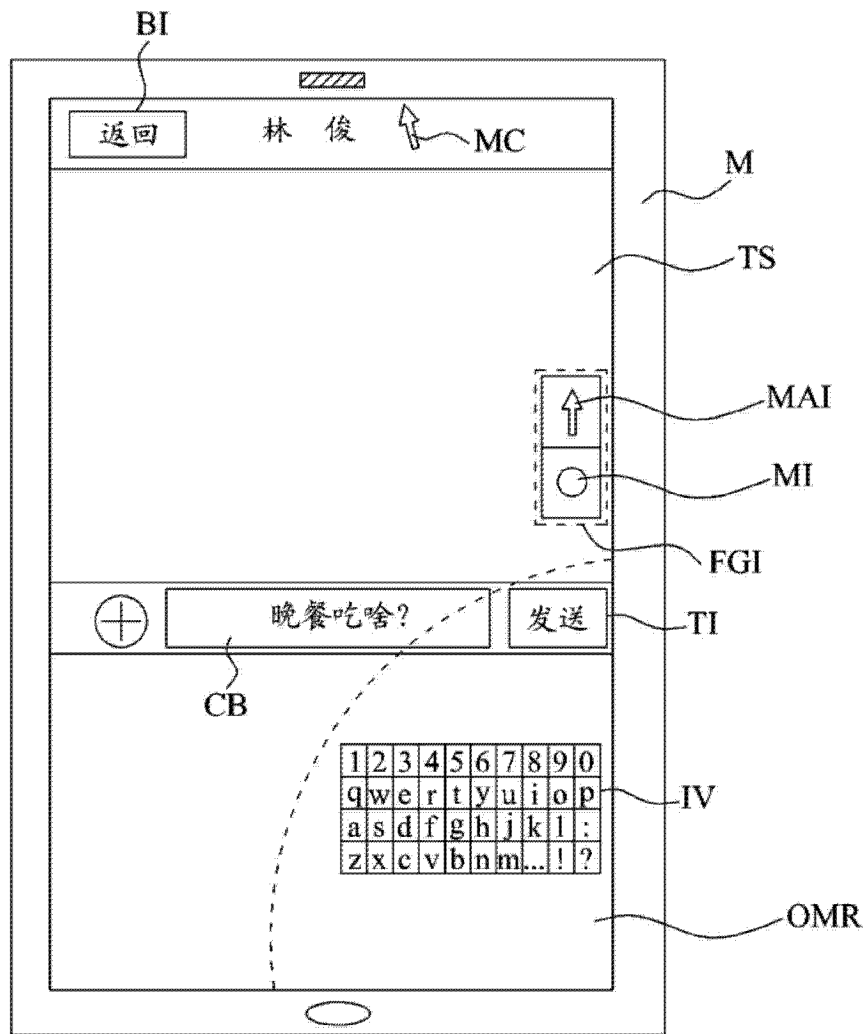 BI
返回
林 俊
MC
M
TS
MAI
MI
FGI
晚餐吃啥?
发送
TI
CB
1 2 3 4 5 6 7 8 9 0
q w e r t y u i o p
IV
a s d f g h j k l :
z x c v b n m ... ! ?
OMR